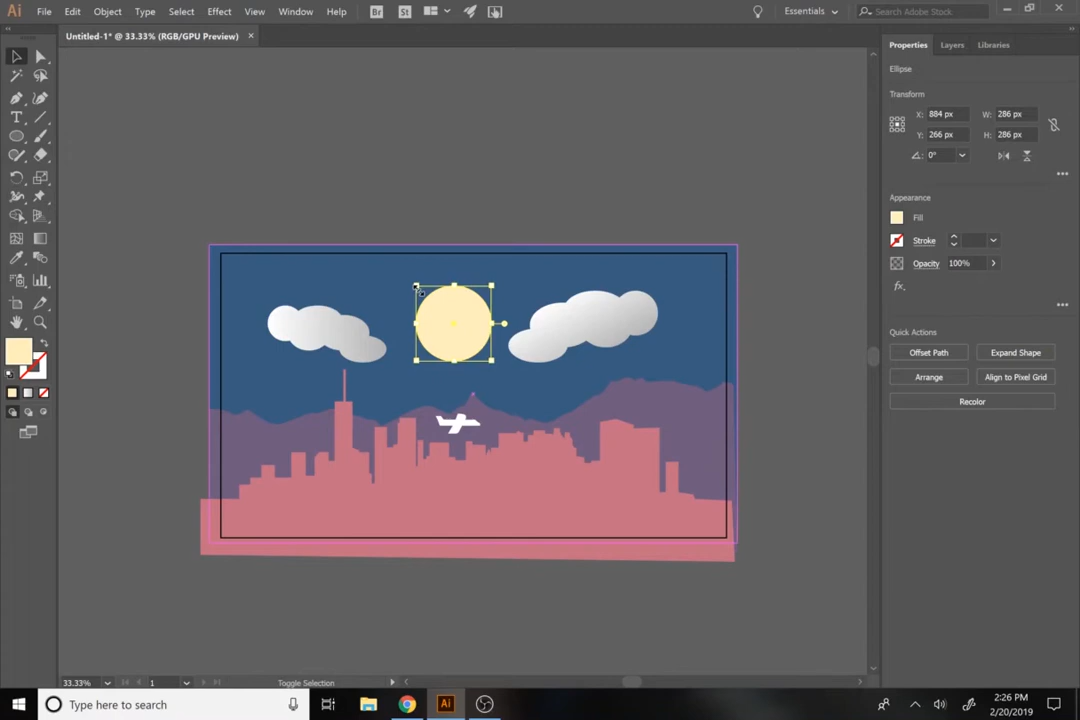 Ai File Edit Object Type Select Effect View Window Help Br St Essentials Search Adobe Stock
Untitled-1* @ 33.33% (RGB/GPU Preview) ×
Properties Layers Libraries
Ellipse
Transform
X: 884 px W: 286 px
Y: 266 px H: 286 px
0°
Appearance
Fill
Stroke
Opacity 100%
fx.
Quick Actions
Offset Path Expand Shape
Arrange Align to Pixel Grid
Recolor
33.33% 1 Toggle Selection
Type here to search Ai 2:26 PM
2/20/2019